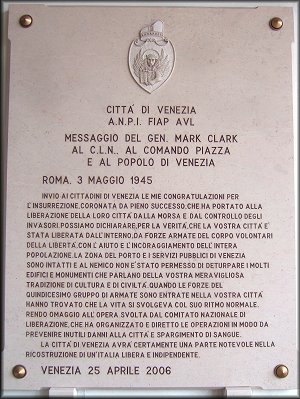 CITTÀ DI VENEZIA
A.N.P.I. FIAP AVL
MESSAGGIO DEL GEN. MARK CLARK
AL C.L.N., AL COMANDO PIAZZA
E AL POPOLO DI VENEZIA
ROMA, 3 MAGGIO 1945
INVIO AI CITTADINI DI VENEZIA LE MIE CONGRATULAZIONI PER
L'INSURREZIONE, CORONATA DA PIENO SUCCESSO, CHE HA PORTATO ALLA
LIBERAZIONE DELLA LORO CITTÀ DALLA MORSA E DAL CONTROLLO DEGLI
INVASORI. POSSIAMO DICHIARARE, PER LA VERITÀ, CHE LA VOSTRA CITTÀ E'
STATA LIBERATA DALL'INTERNO, DA FORZE ARMATE DEL CORPO VOLONTARI
DELLA LIBERTÀ, CON L'AIUTO E L'INCORAGGIAMENTO DELL'INTERA
POPOLAZIONE. LA ZONA DEL PORTO E I SERVIZI PUBBLICI DI VENEZIA
SONO INTATTI E AL NEMICO NON E' STATO PERMESSO DI DETURPARE I MOLTI
EDIFICI E MONUMENTI CHE PARLANO DELLA VOSTRA MERAVIGLIOSA
TRADIZIONE DI CULTURA E DI CIVILTÀ. QUANDO LE FORZE DEL
QUINDICESIMO GRUPPO DI ARMATE SONO ENTRATE NELLA VOSTRA CITTÀ
HANNO TROVATO CHE LA VITA SI SVOLGEVA COL SUO RITMO NORMALE.
RENDO OMAGGIO ALL'OPERA SVOLTA DAL COMITATO NAZIONALE DI
LIBERAZIONE, CHE HA ORGANIZZATO E DIRETTO LE OPERAZIONI IN MODO DA
PREVENIRE INUTILI DANNI ALLA CITTÀ E SPARGIMENTO DI SANGUE.
LA CITTÀ DI VENEZIA AVRÀ CERTAMENTE UNA PARTE NOTEVOLE NELLA
RICOSTRUZIONE DI UN'ITALIA LIBERA E INDIPENDENTE.
VENEZIA 25 APRILE 2006